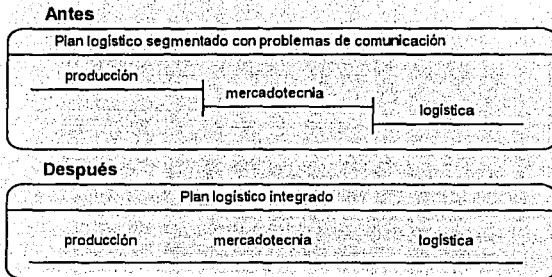 Antes
Plan logístico segmentado con problemas de comunicación
producción
mercadotecnia
logística
Después
Plan logístico integrado
producción mercadotecnia logística